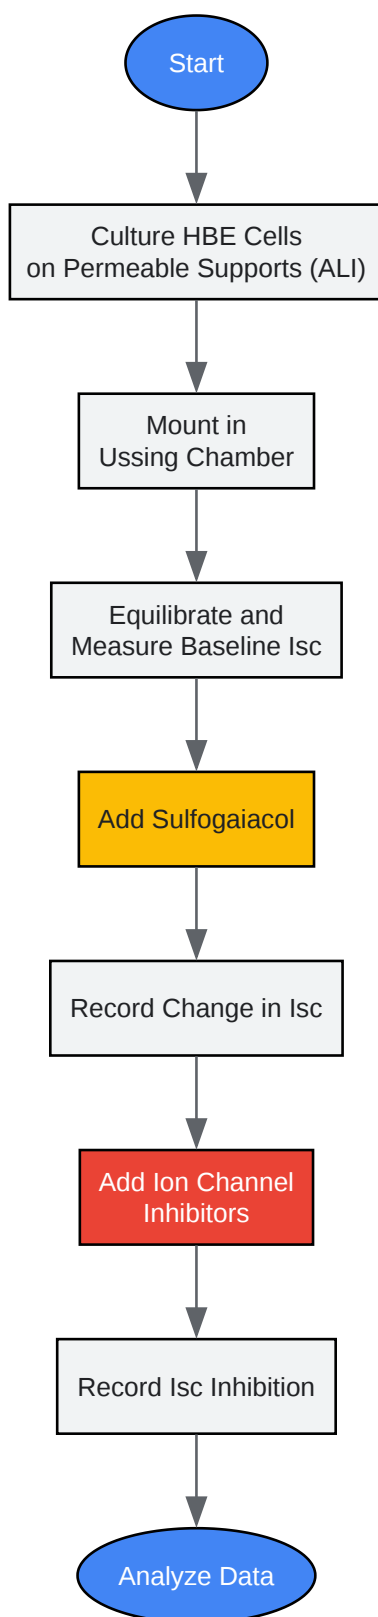 Start
Culture HBE Cells
on Permeable Supports (ALI)
Mount in
Ussing Chamber
Equilibrate and
Measure Baseline Isc
Add Sulfogaiacol
Record Change in Isc
Add Ion Channel
Inhibitors
Record Isc Inhibition
Analyze Data